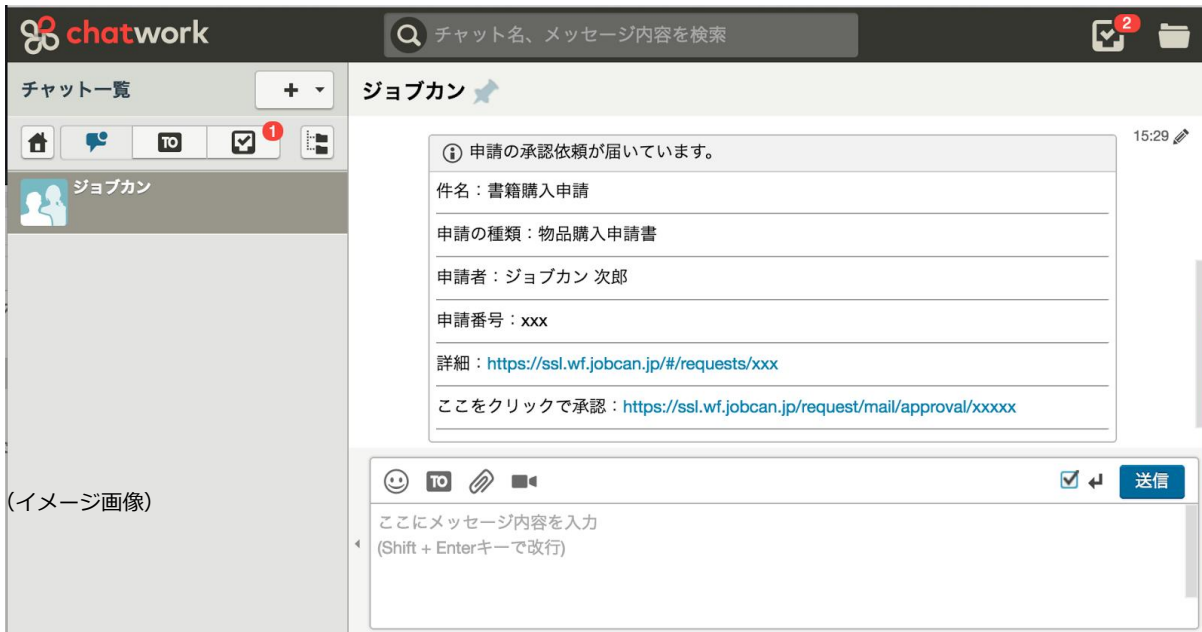 chatwork
チャット名、メッセージ内容を検索
2
チャット一覧
+
ジョブカン
TO
1
ジョブカン
15:29
申請の承認依頼が届いています。
件名：書籍購入申請
申請の種類：物品購入申請書
申請者：ジョブカン 次郎
申請番号：xxx
詳細：https://ssl.wf.jobcan.jp/#/requests/xxx
ここをクリックで承認：https://ssl.wf.jobcan.jp/request/mail/approval/xxxxx
TO
送信
ここにメッセージ内容を入力
(Shift + Enterキーで改行)
（イメージ画像）